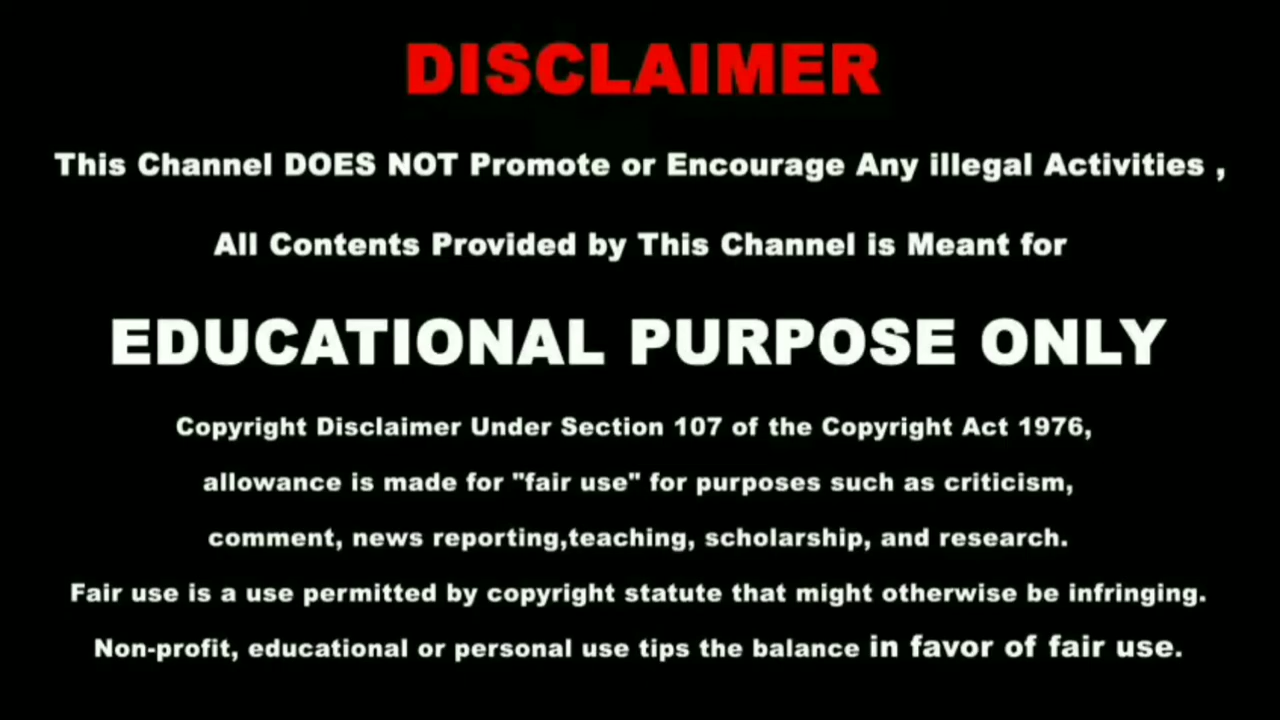 DISCLAIMER
This Channel DOES NOT Promote or Encourage Any illegal Activities ,
All Contents Provided by This Channel is Meant for
EDUCATIONAL PURPOSE ONLY
Copyright Disclaimer Under Section 107 of the Copyright Act 1976,
allowance is made for "fair use" for purposes such as criticism,
comment, news reporting,teaching, scholarship, and research.
Fair use is a use permitted by copyright statute that might otherwise be infringing.
Non-profit, educational or personal use tips the balance in favor of fair use.